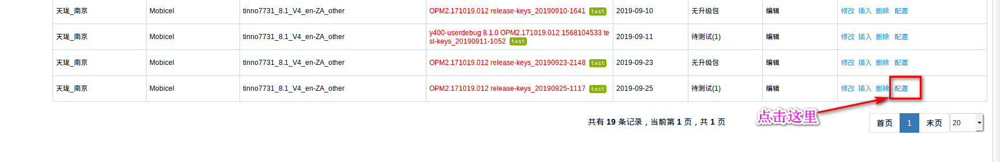 天珑_南京 Mobicel tinno7731_8.1_V4_en-ZA_other OPM2.171019.012 release-keys_20190910-1641 test 2019-09-10 无升级包 编辑 修改 插入 删除 配置
天珑_南京 Mobicel tinno7731_8.1_V4_en-ZA_other y400-userdebug 8.1.0 OPM2.171019.012 1568104533 te
st-keys_20190911-1052 test 2019-09-11 待测试(1) 编辑 修改 插入 删除 配置
天珑_南京 Mobicel tinno7731_8.1_V4_en-ZA_other OPM2.171019.012 release-keys_20190923-2148 test 2019-09-23 无升级包 编辑 修改 插入 删除 配置
天珑_南京 Mobicel tinno7731_8.1_V4_en-ZA_other OPM2.171019.012 release-keys_20190925-1117 test 2019-09-25 待测试(1) 编辑 修改 插入 删除 配置
点击这里
共有 19 条记录，当前第 1 页，共 1 页 首页 1 末页 20